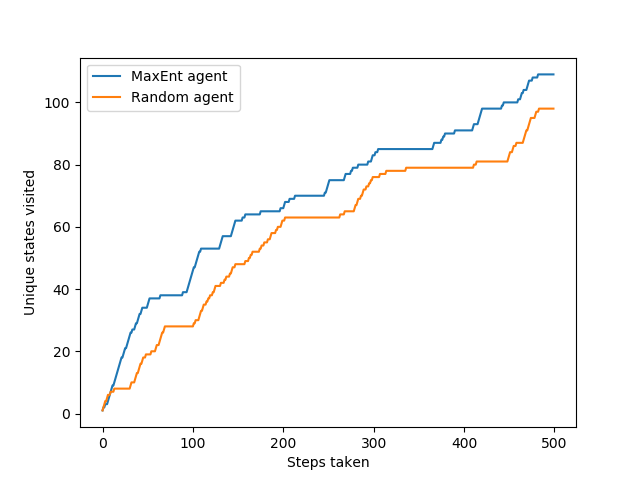 MaxEnt agent
Random agent
100
80
60
40
20
0
Unique states visited
0 100 200 300 400 500
Steps taken